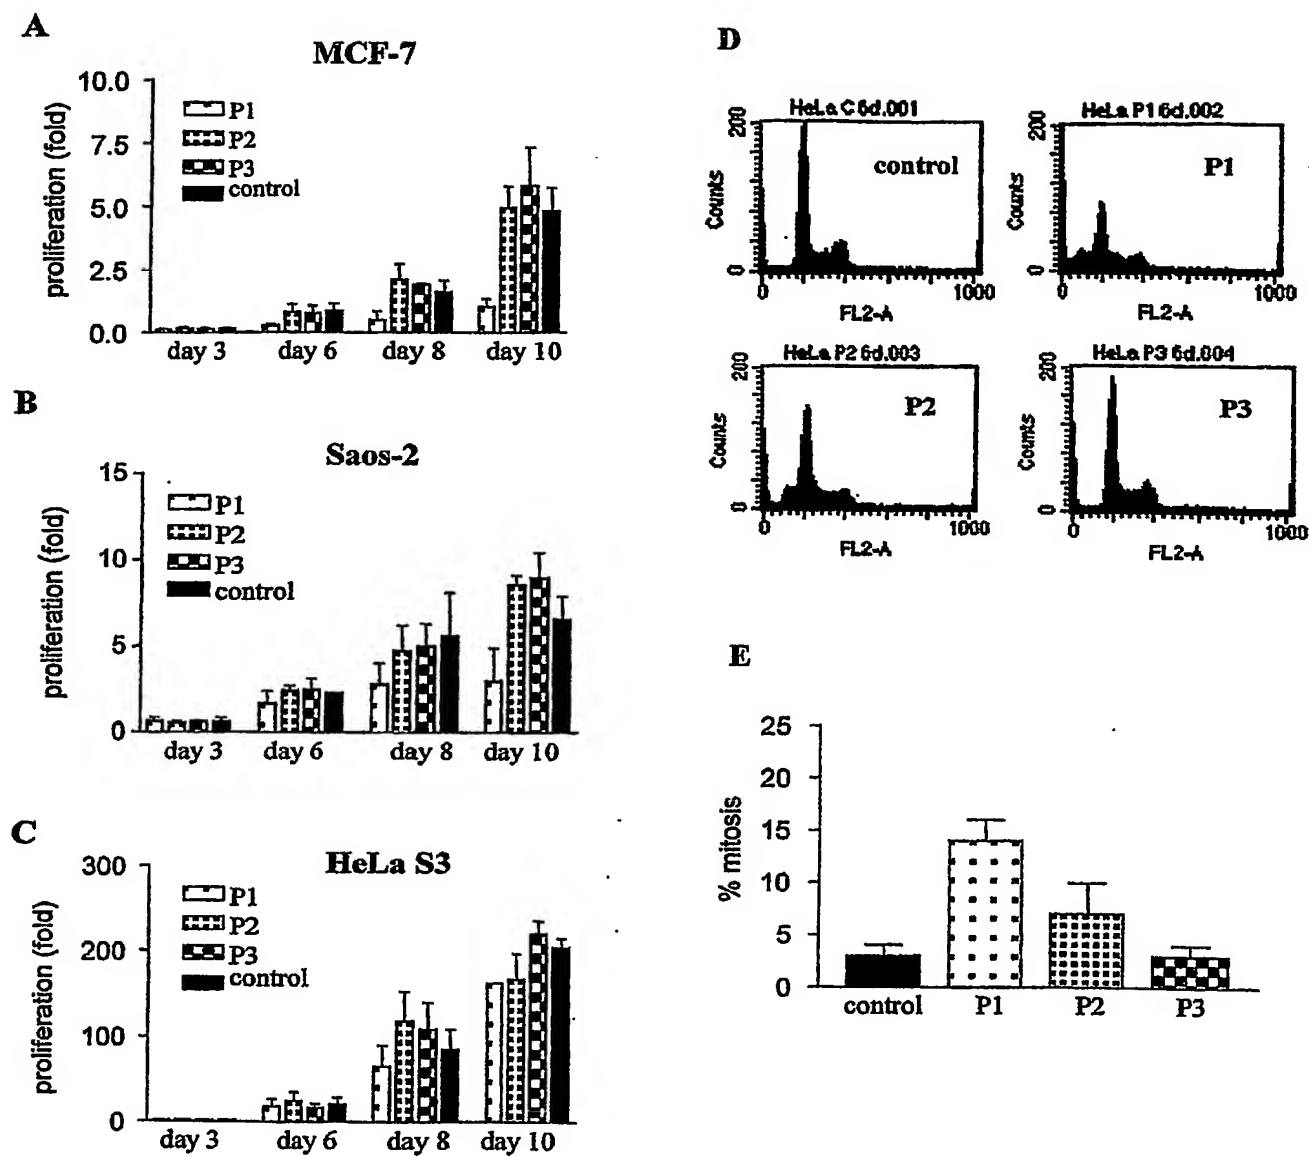 A
MCF-7
proliferation (fold)
10.0
7.5
5.0
2.5
0.0
P1
P2
P3
control
day 3
day 6
day 8
day 10
B
Saos-2
proliferation (fold)
15
10
5
0
P1
P2
P3
control
day 3
day 6
day 8
day 10
C
HeLa S3
proliferation (fold)
300
200
100
0
P1
P2
P3
control
day 3
day 6
day 8
day 10
D
HeLa C 6d.001
control
Counts
200
0
0
1000
FL2-A
HeLa P1 6d.002
P1
Counts
200
0
0
1000
FL2-A
HeLa P2 6d.003
P2
Counts
200
0
0
1000
FL2-A
HeLa P3 6d.004
P3
Counts
200
0
0
1000
FL2-A
E
% mitosis
25
20
15
10
5
0
control
P1
P2
P3